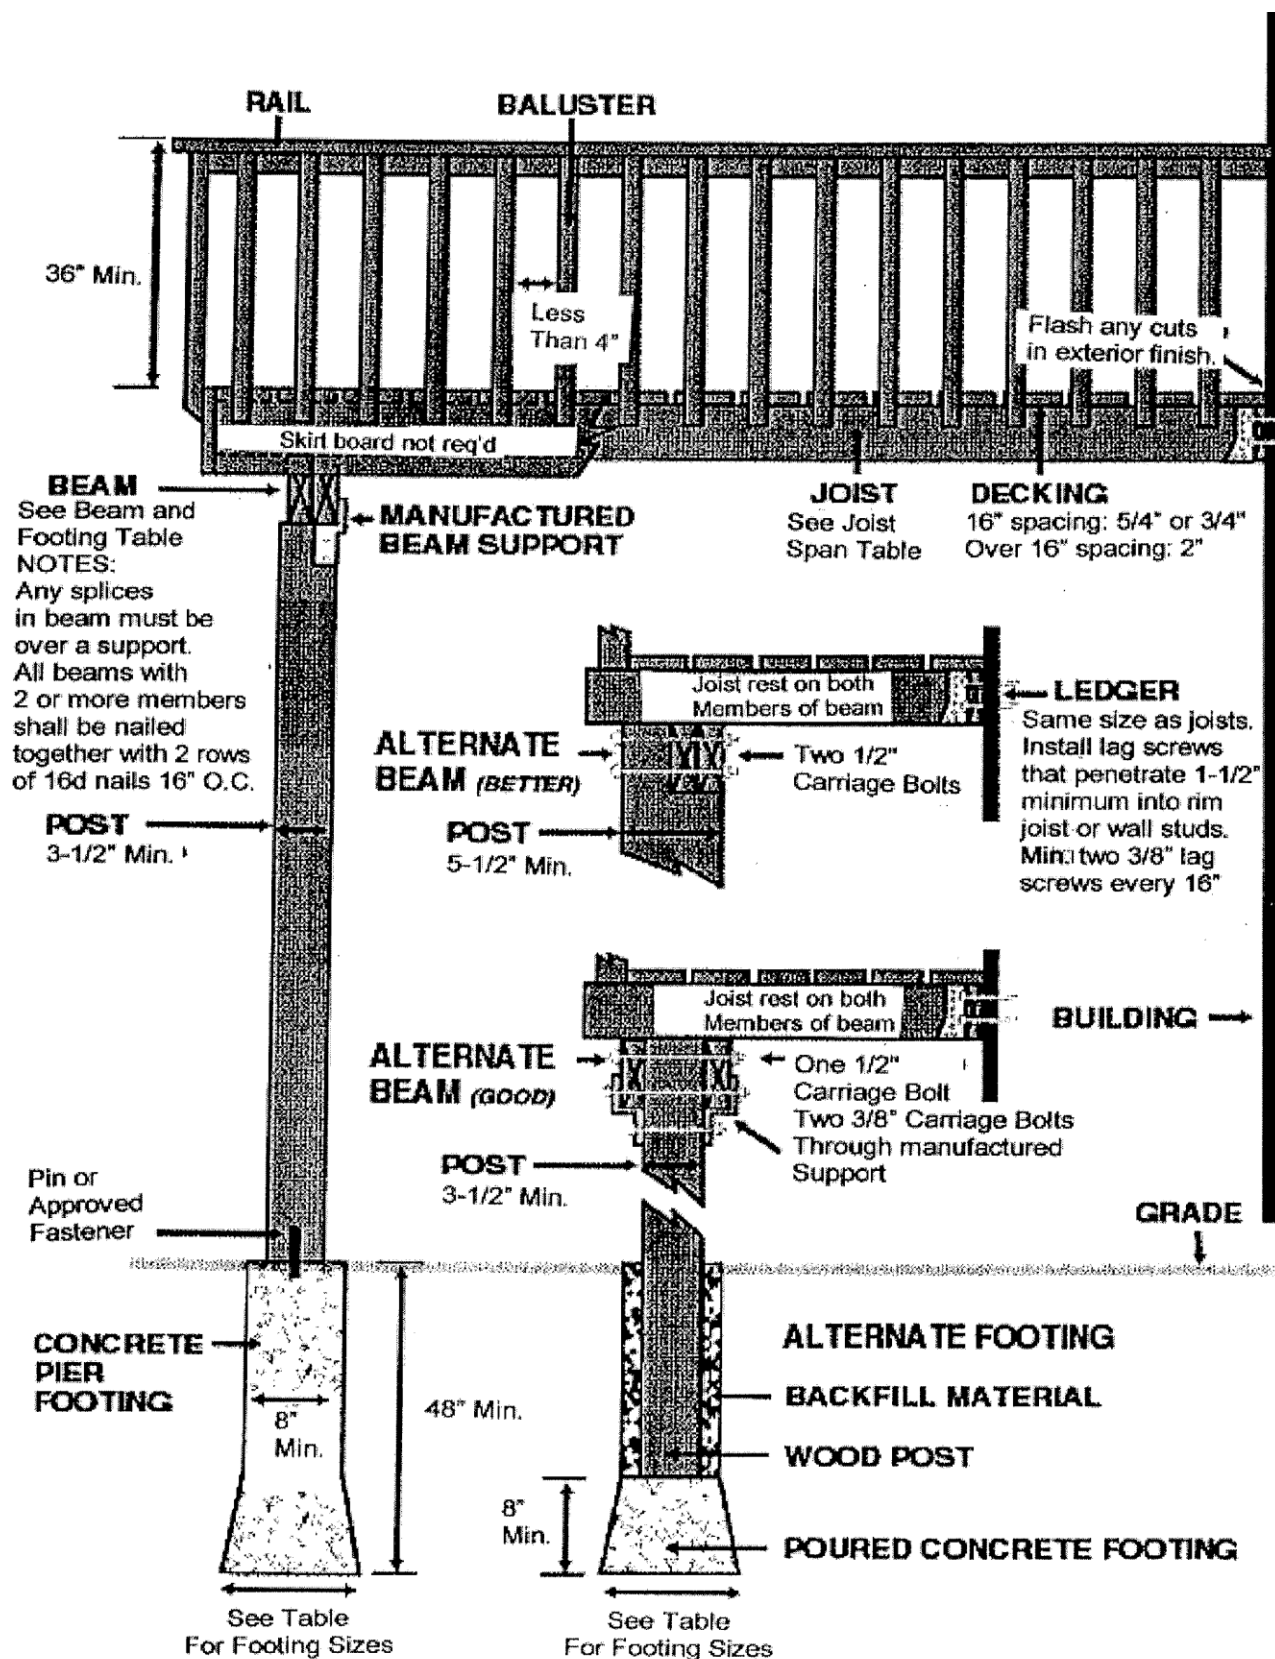 RAIL
BALUSTER
36" Min.
Less
Than 4"
Flash any cuts
in exterior finish.
Skirt board not req'd
BEAM
See Beam and
Footing Table
NOTES:
Any splices
in beam must be
over a support.
All beams with
2 or more members
shall be nailed
together with 2 rows
of 16d nails 16" O.C.
MANUFACTURED
BEAM SUPPORT
JOIST
See Joist
Span Table
DECKING
16" spacing: 5/4" or 3/4"
Over 16" spacing: 2"
Joist rest on both
Members of beam
LEDGER
Same size as joists.
Install lag screws
that penetrate 1-1/2"
minimum into rim
joist or wall studs.
Min. two 3/8" lag
screws every 16"
ALTERNATE
BEAM (BETTER)
Two 1/2"
Carriage Bolts
POST
3-1/2" Min.
POST
5-1/2" Min.
Joist rest on both
Members of beam
BUILDING
ALTERNATE
BEAM (GOOD)
One 1/2"
Carriage Bolt
Two 3/8" Carriage Bolts
Through manufactured
Support
POST
3-1/2" Min.
Pin or
Approved
Fastener
GRADE
CONCRETE
PIER
FOOTING
8"
Min.
48" Min.
ALTERNATE FOOTING
BACKFILL MATERIAL
WOOD POST
8"
Min.
POURED CONCRETE FOOTING
See Table
For Footing Sizes
See Table
For Footing Sizes